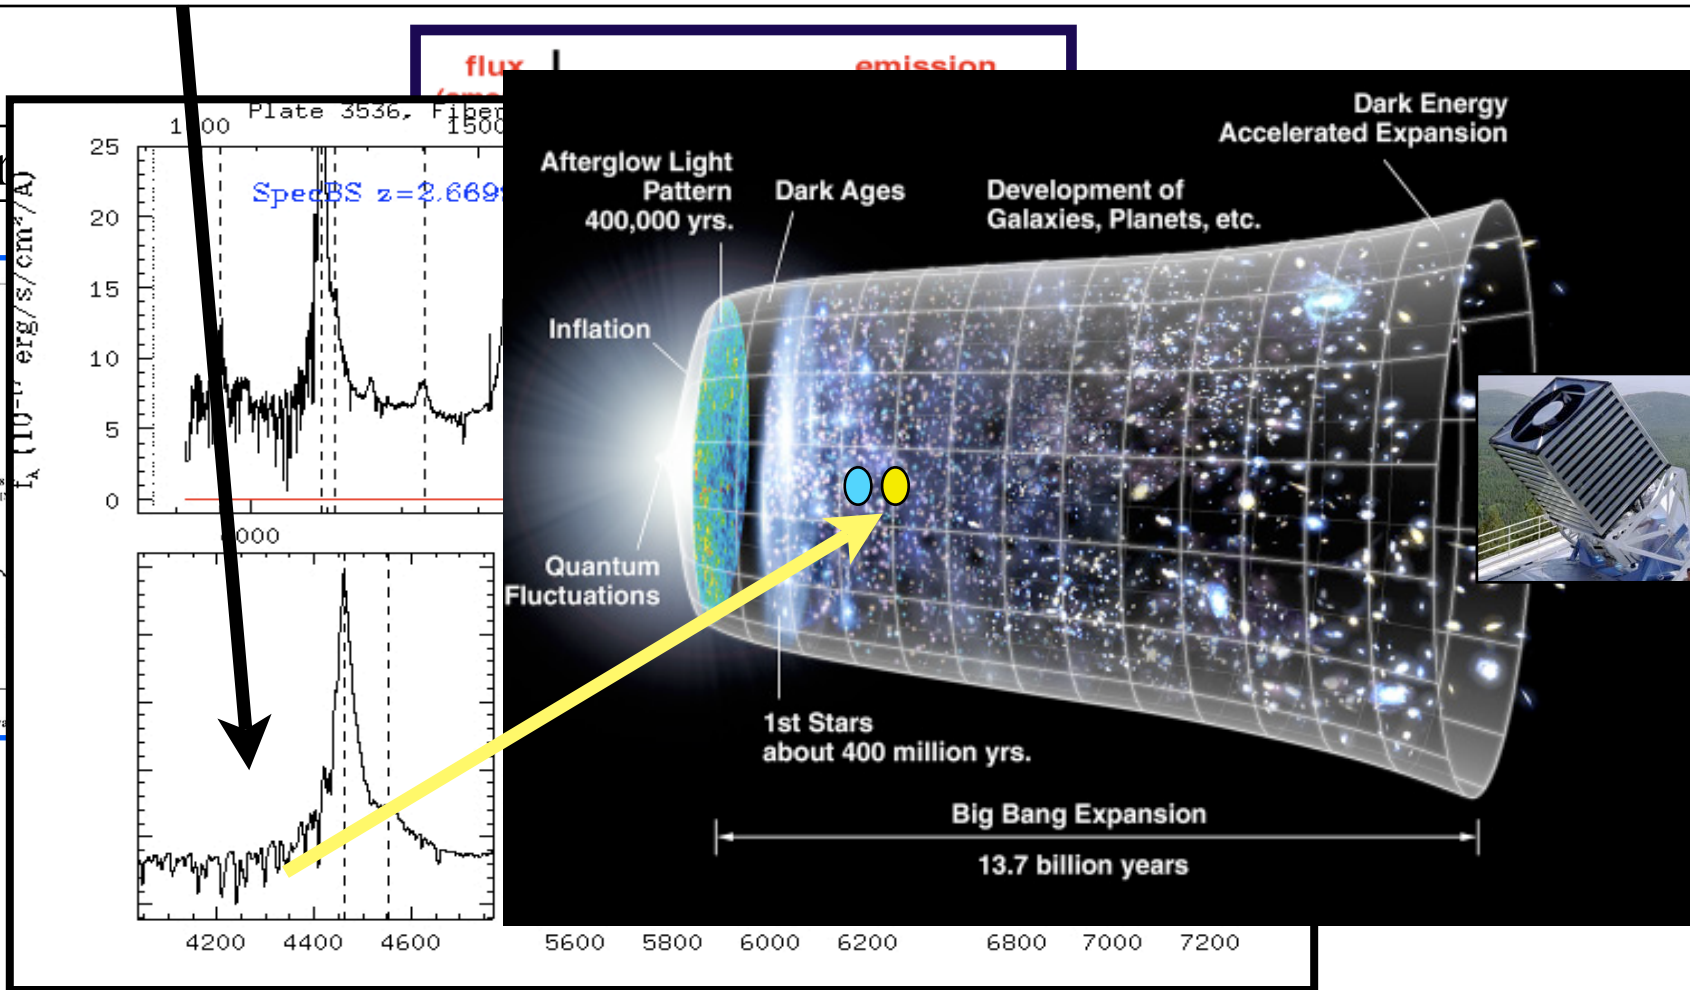 flux
emission
Plate 3536, Fiber
1500
SpecBS z=2.669
25
20
15
10
5
0
erg/s/cm²/A)
Dark Energy
Accelerated Expansion
Afterglow Light
Pattern
400,000 yrs.
Dark Ages
Development of
Galaxies, Planets, etc.
Inflation
Quantum
Fluctuations
1st Stars
about 400 million yrs.
Big Bang Expansion
13.7 billion years
4200 4400 4600 5600 5800 6000 6200 6800 7000 7200